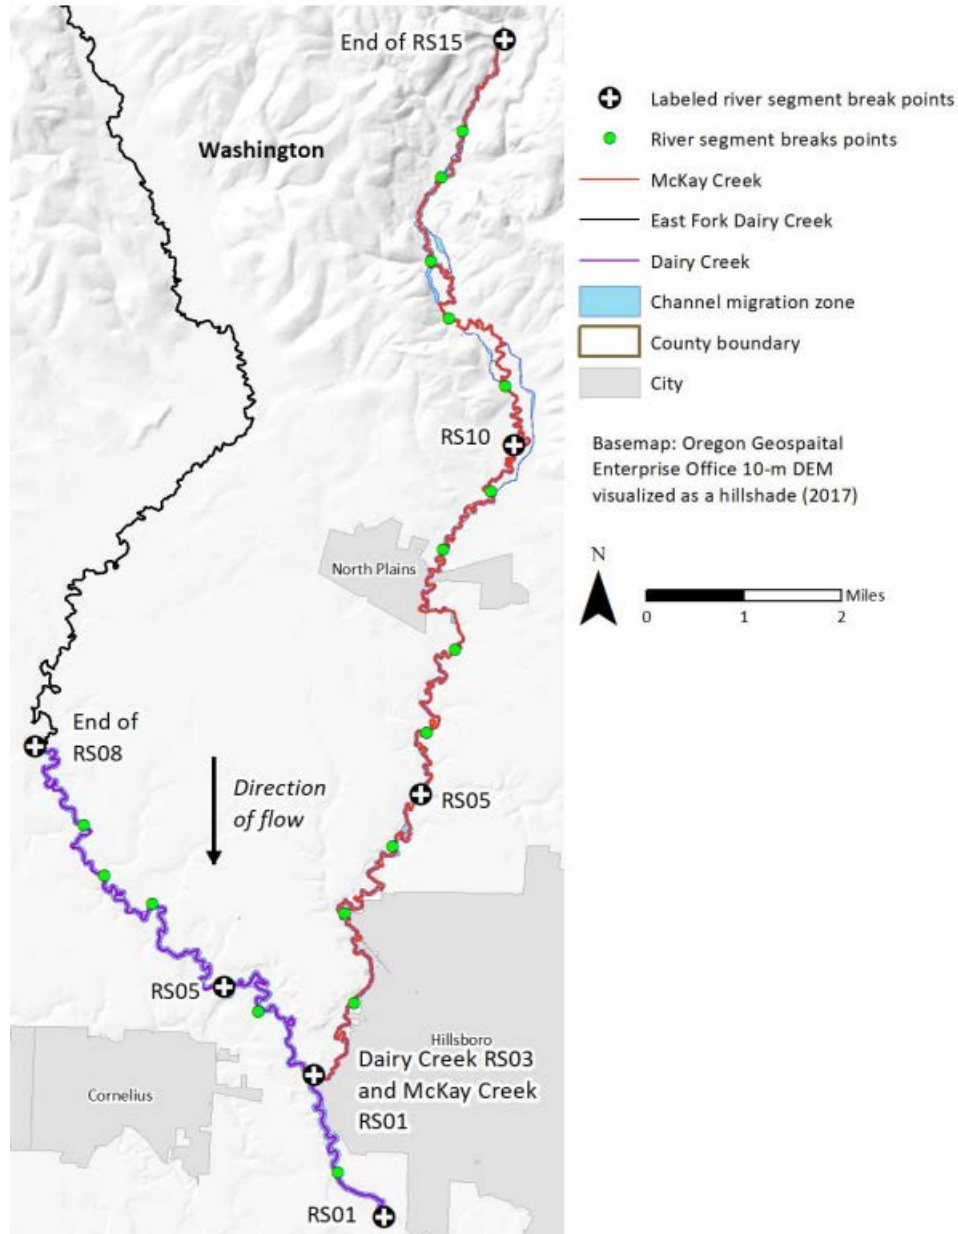 End of RS15
Washington
RS10
North Plains
End of
RS08
Direction
of flow
RS05
RS05
Hillsboro
Dairy Creek RS03
and McKay Creek
RS01
Cornelius
RS01
Labeled river segment break points
River segment breaks points
McKay Creek
East Fork Dairy Creek
Dairy Creek
Channel migration zone
County boundary
City
Basemap: Oregon Geospaital
Enterprise Office 10-m DEM
visualized as a hillshade (2017)
N
Miles
0 1 2